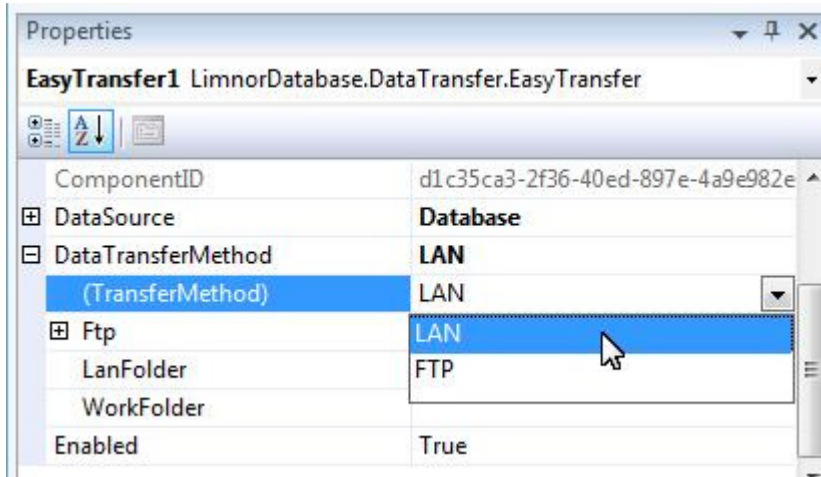 Properties
EasyTransfer1 LimnorDatabase.DataTransfer.EasyTransfer
A
Z
ComponentID d1c35ca3-2f36-40ed-897e-4a9e982e
DataSource Database
DataTransferMethod LAN
(TransferMethod) LAN
Ftp LAN
LanFolder FTP
WorkFolder
Enabled True